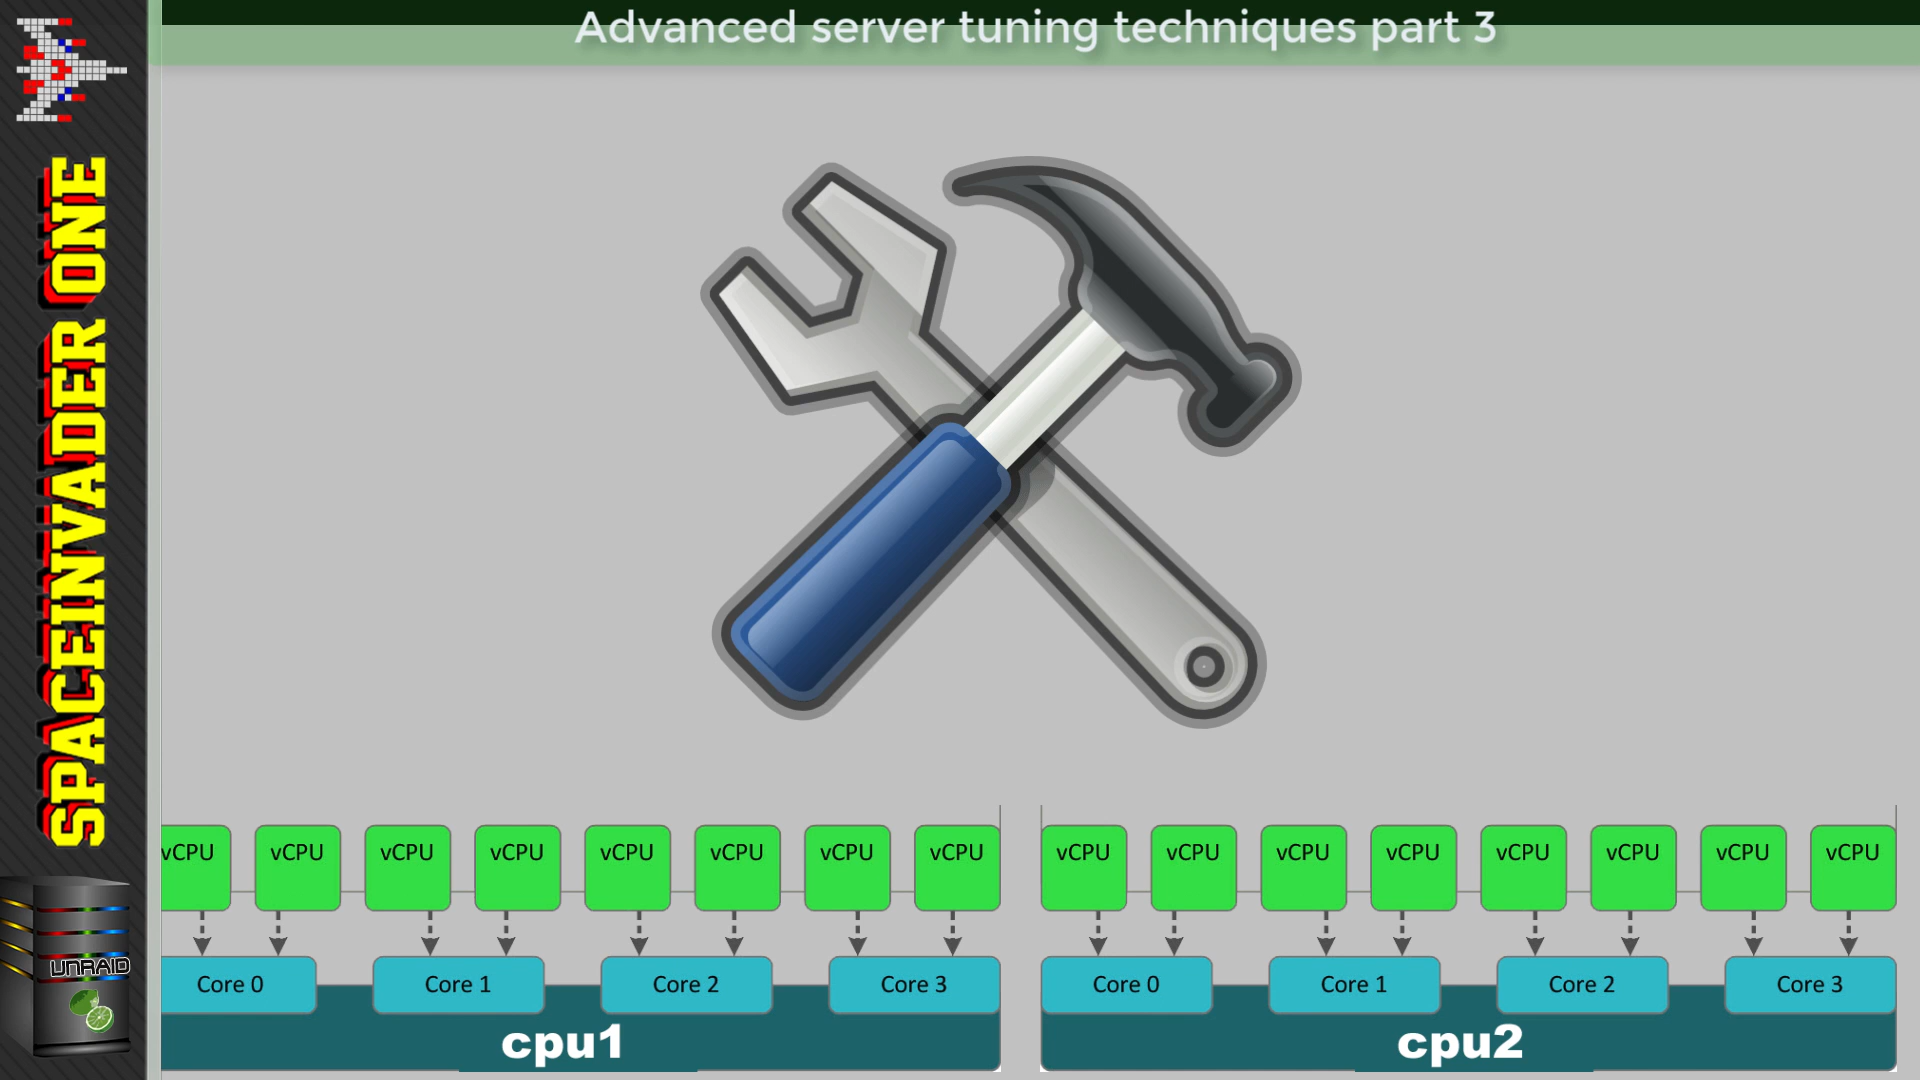 Advanced server tuning techniques part 3
SPACEINVADER ONE
UNRAID
vCPU vCPU vCPU vCPU vCPU vCPU vCPU vCPU
Core 0 Core 1 Core 2 Core 3
cpu1
vCPU vCPU vCPU vCPU vCPU vCPU vCPU vCPU
Core 0 Core 1 Core 2 Core 3
cpu2